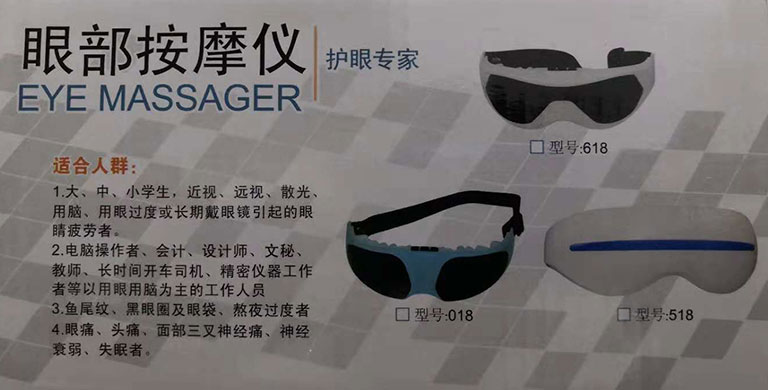 眼部按摩仪
护眼专家
EYE MASSAGER
适合人群:
1.大、中、小学生，近视、远视、散光、
用脑、用眼过度或长期戴眼镜引起的眼
睛疲劳者。
2.电脑操作者、会计、设计师、文秘、
教师、长时间开车司机、精密仪器工作
者等以用眼用脑为主的工作人员
3.鱼尾纹、黑眼圈及眼袋、熬夜过度者
4.眼痛、头痛、面部三叉神经痛、神经
衰弱、失眠者。
型号:618
型号:018
型号:518